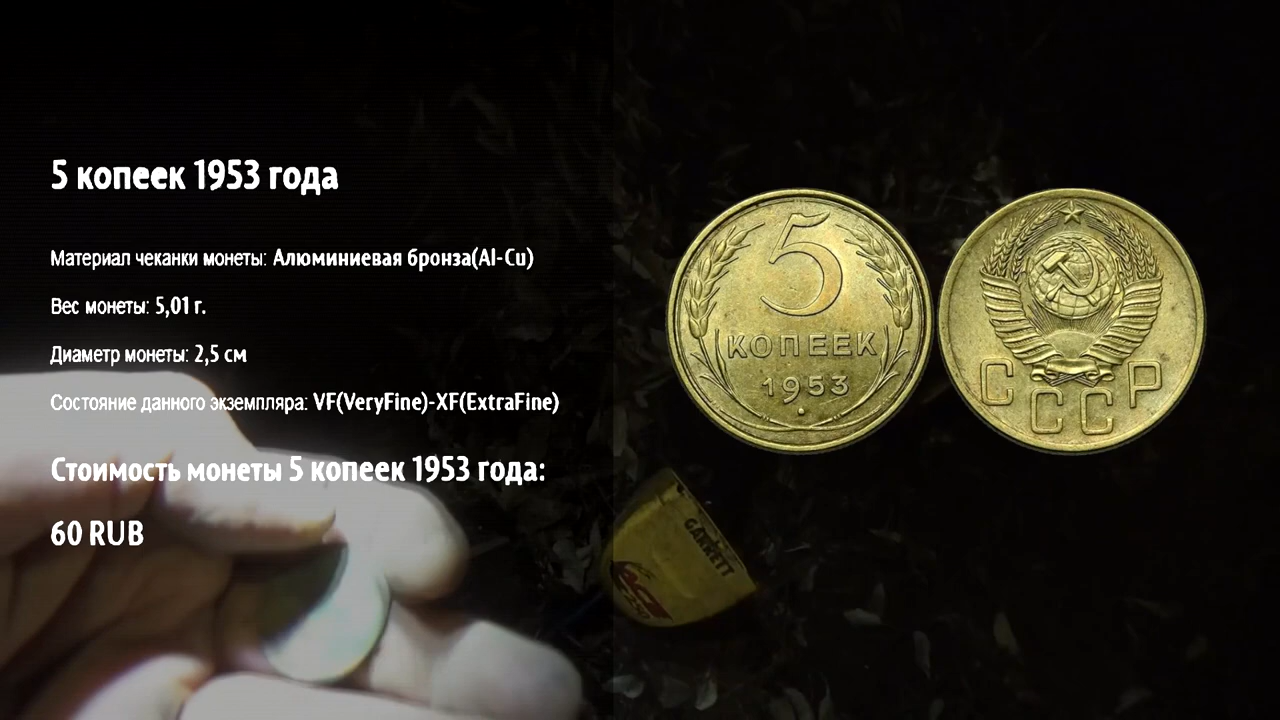 5 копеек 1953 года
Материал чеканки монеты: Алюминиевая бронза(Al-Cu)
Вес монеты: 5,01 г.
Диаметр монеты: 2,5 см
Состояние данного экземпляра: VF(VeryFine)-XF(ExtraFine)
Стоимость монеты 5 копеек 1953 года:
60 RUB
5
КОПЕЕК
1953
С С С Р
GARRETT
ACE
250